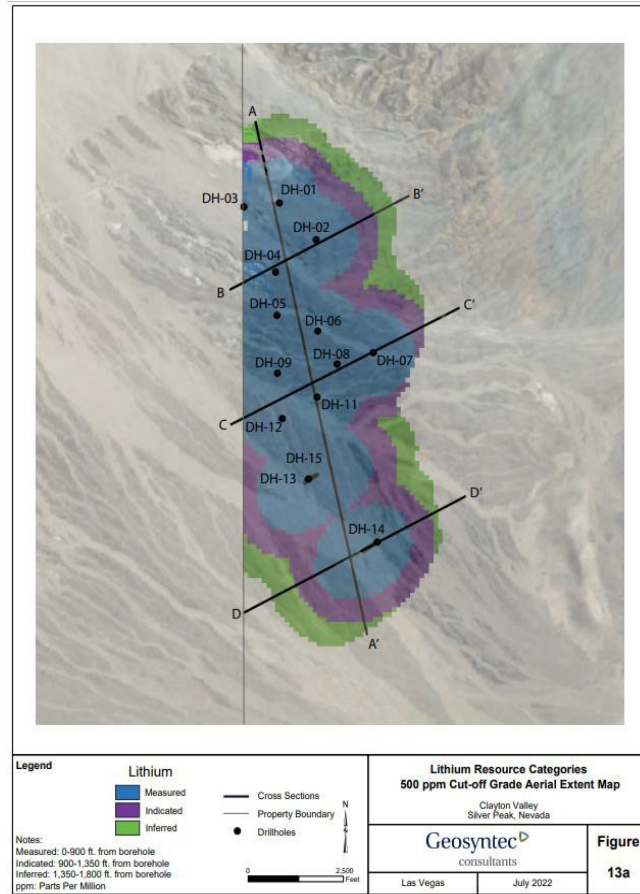 A
DH-03
DH-01
B'
DH-02
DH-04
B
DH-05
C'
DH-06
DH-08
DH-07
DH-09
DH-11
C
DH-12
DH-15
DH-13
D'
DH-14
D
A'
Legend
Lithium
Measured
Indicated
Inferred
Cross Sections
Property Boundary
Drillholes
N
Notes:
Measured: 0-900 ft. from borehole
Indicated: 900-1,350 ft. from borehole
Inferred: 1,350-1,800 ft. from borehole
ppm: Parts Per Million
0
2,500
Feet
Lithium Resource Categories
500 ppm Cut-off Grade Aerial Extent Map
Clayton Valley
Silver Peak, Nevada
Geosyntec
consultants
Figure
13a
Las Vegas
July 2022